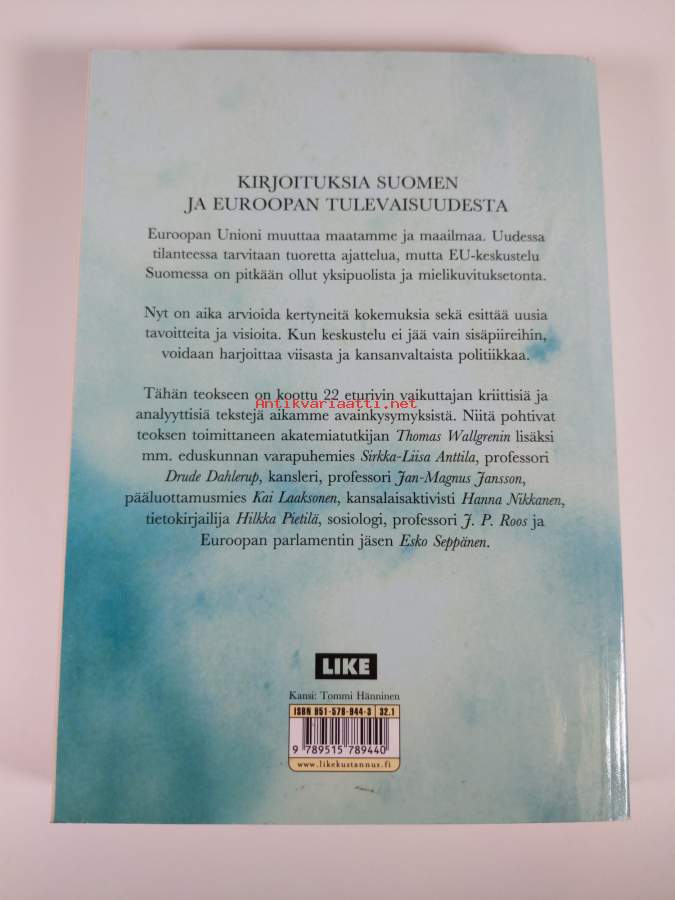 KIRJOITUKSIA SUOMEN
JA EUROOPAN TULEVAISUUDESTA
Euroopan Unioni muuttaa maatamme ja maailmaa. Uudessa
tilanteessa tarvitaan tuoretta ajattelua, mutta EU-keskustelu
Suomessa on pitkään ollut yksipuolista ja mielikuvituksetonta.
Nyt on aika arvioida kertyneitä kokemuksia sekä esittää uusia
tavoitteita ja visioita. Kun keskustelu ei jää vain sisäpiireihin,
voidaan harjoittaa viisasta ja kansanvaltaista politiikkaa.
Tähän teokseen on koottu 22 eturivin vaikuttajan kriittisiä ja
Antikvariaatti.net
analyyttisiä tekstejä aikamme avainkysymyksistä. Niitä pohtivat
teoksen toimittaneen akatemiatutkijan Thomas Wallgrenin lisäksi
mm. eduskunnan varapuhemies Sirkka-Liisa Anttila, professori
Drude Dahlerup, kansleri, professori Jan-Magnus Jansson,
pääluottamusmies Kai Laaksonen, kansalaisaktivisti Hanna Nikkanen,
tietokirjailija Hilkka Pietilä, sosiologi, professori J. P. Roos ja
Euroopan parlamentin jäsen Esko Seppänen.
LIKE
Kansi: Tommi Hänninen
ISBN 951-578-944-3 32.1
9 789515 789440
www.likekustannus.fi